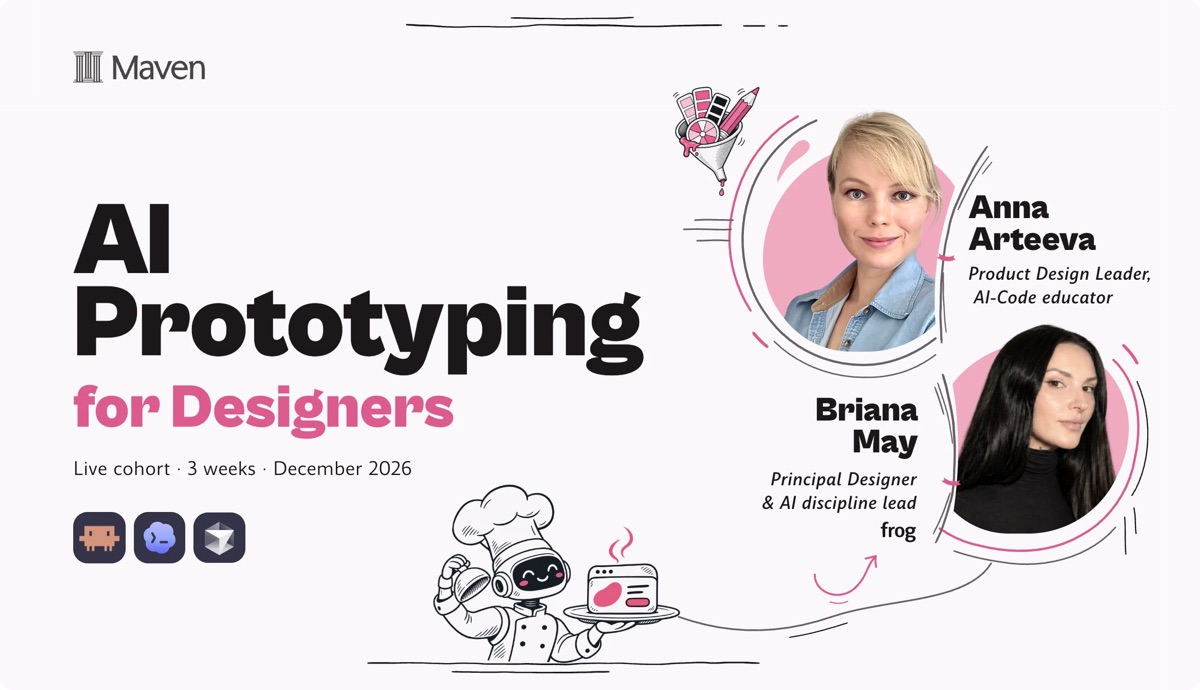 Maven
AI
Prototyping
for Designers
Live cohort · 3 weeks · December 2026
Anna
Arteeva
Product Design Leader,
AI-Code educator
Briana
May
Principal Designer
& AI discipline lead
frog